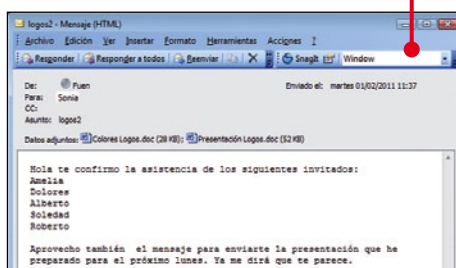 logos2 - Mensaje (HTML)
Archivo Edición Ver Insertar Formato Herramientas Acciones ?
Responder Responder a todos Reenviar SnagIt Window
De: Puen Enviado el: martes 01/02/2011 11:37
Para: Sonia
CC:
Asunto: logos2
Datos adjuntos: Colores Logos.doc (28 KB); Presentación Logos.doc (52 KB)
Hola te confirmo la asistencia de los siguientes invitados:
Amelia
Dolores
Alberto
Soledad
Roberto
Aprovecho también el mensaje para enviarte la presentación que he
preparado para el próximo lunes. Ya me dirá que te parece.